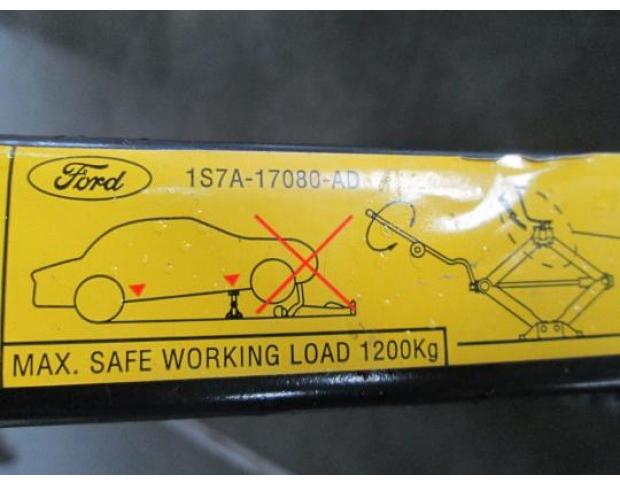 Ford
1S7A-17080-AD
MAX. SAFE WORKING LOAD 1200Kg